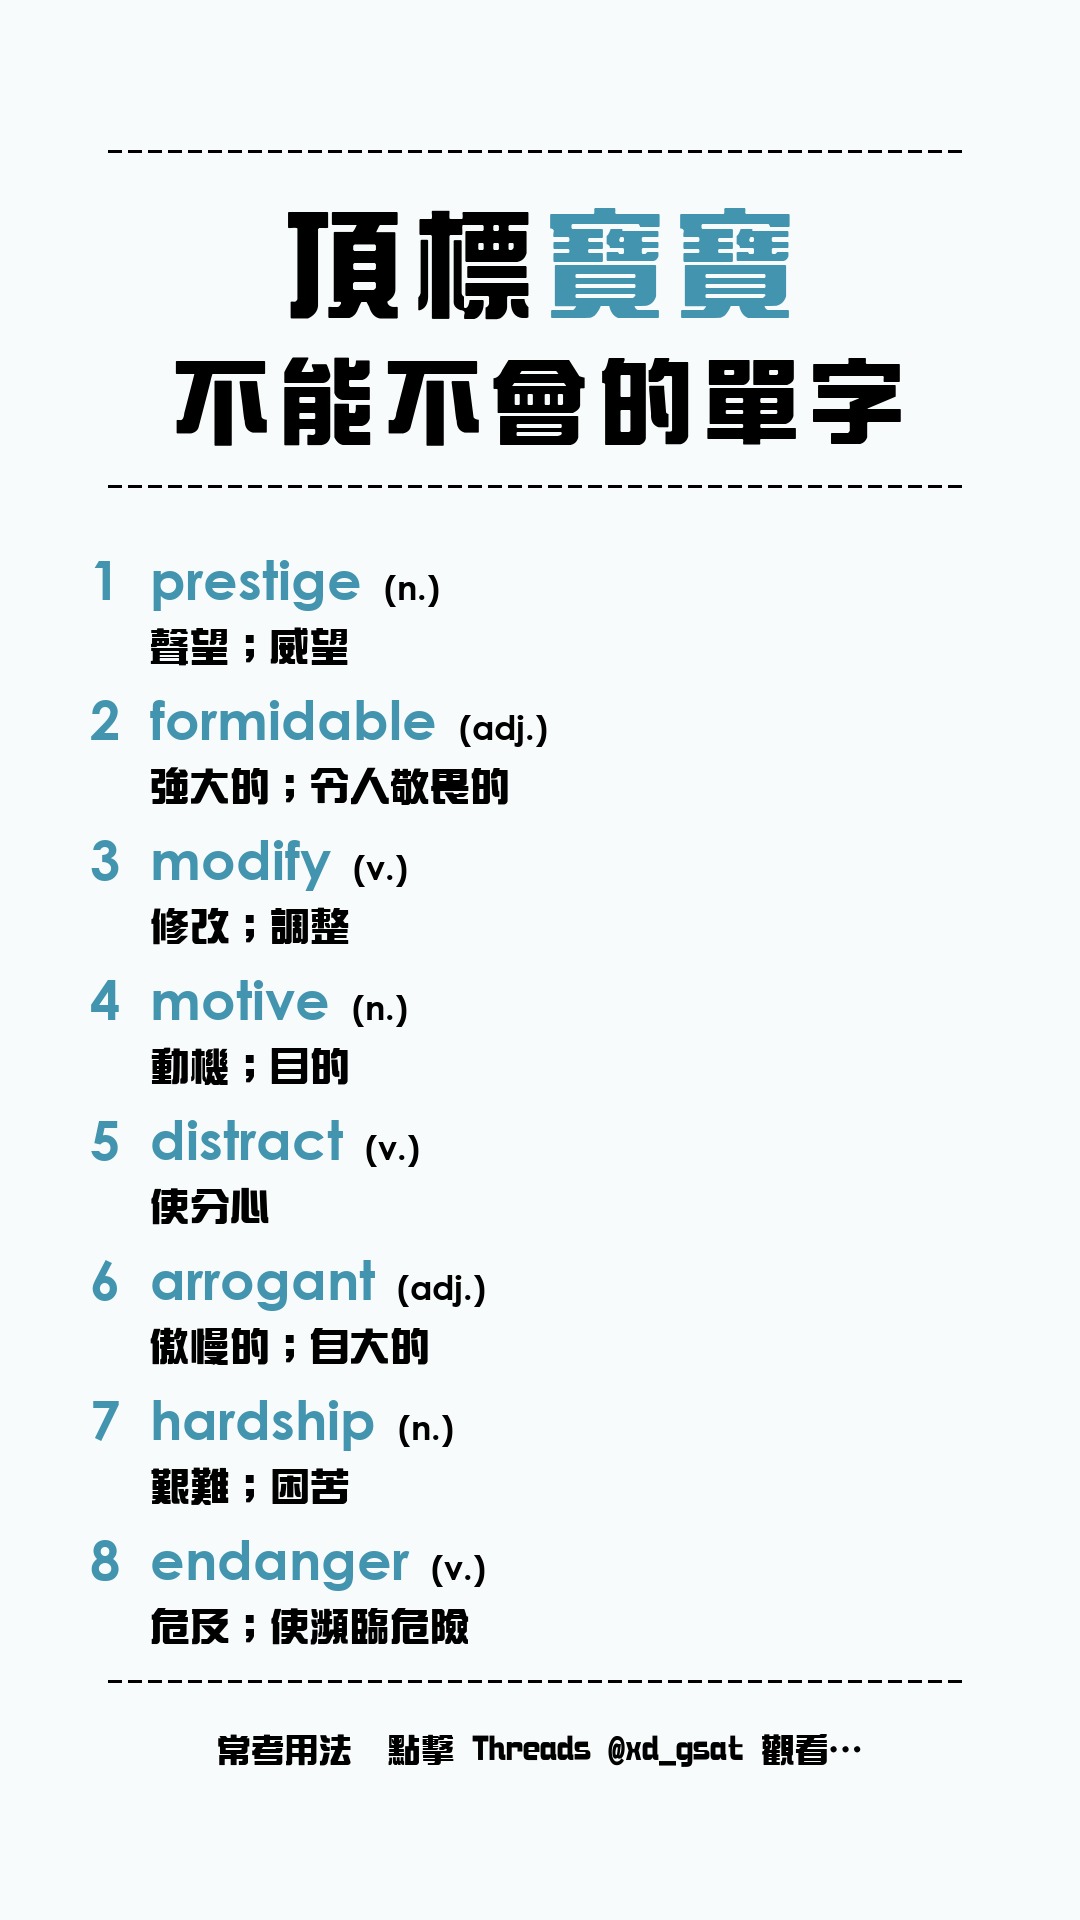 頂標寶寶
不能不會的單字
1 prestige (n.)
聲望；威望
2 formidable (adj.)
強大的；令人敬畏的
3 modify (v.)
修改；調整
4 motive (n.)
動機；目的
5 distract (v.)
使分心
6 arrogant (adj.)
傲慢的；自大的
7 hardship (n.)
艱難；困苦
8 endanger (v.)
危及；使瀕臨危險
常考用法 點擊 Threads @xd_gsat 觀看…